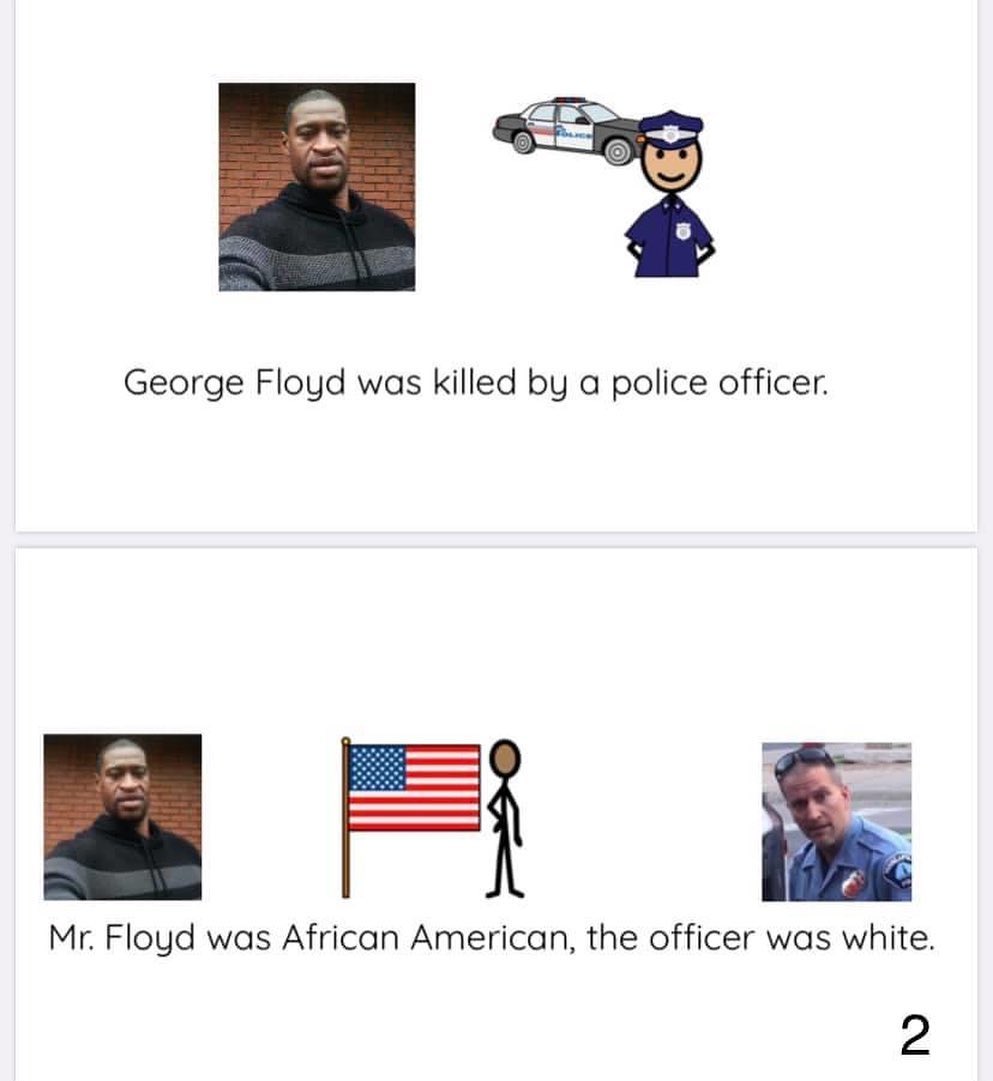 POLICE
George Floyd was killed by a police officer.
Mr. Floyd was African American, the officer was white.
2